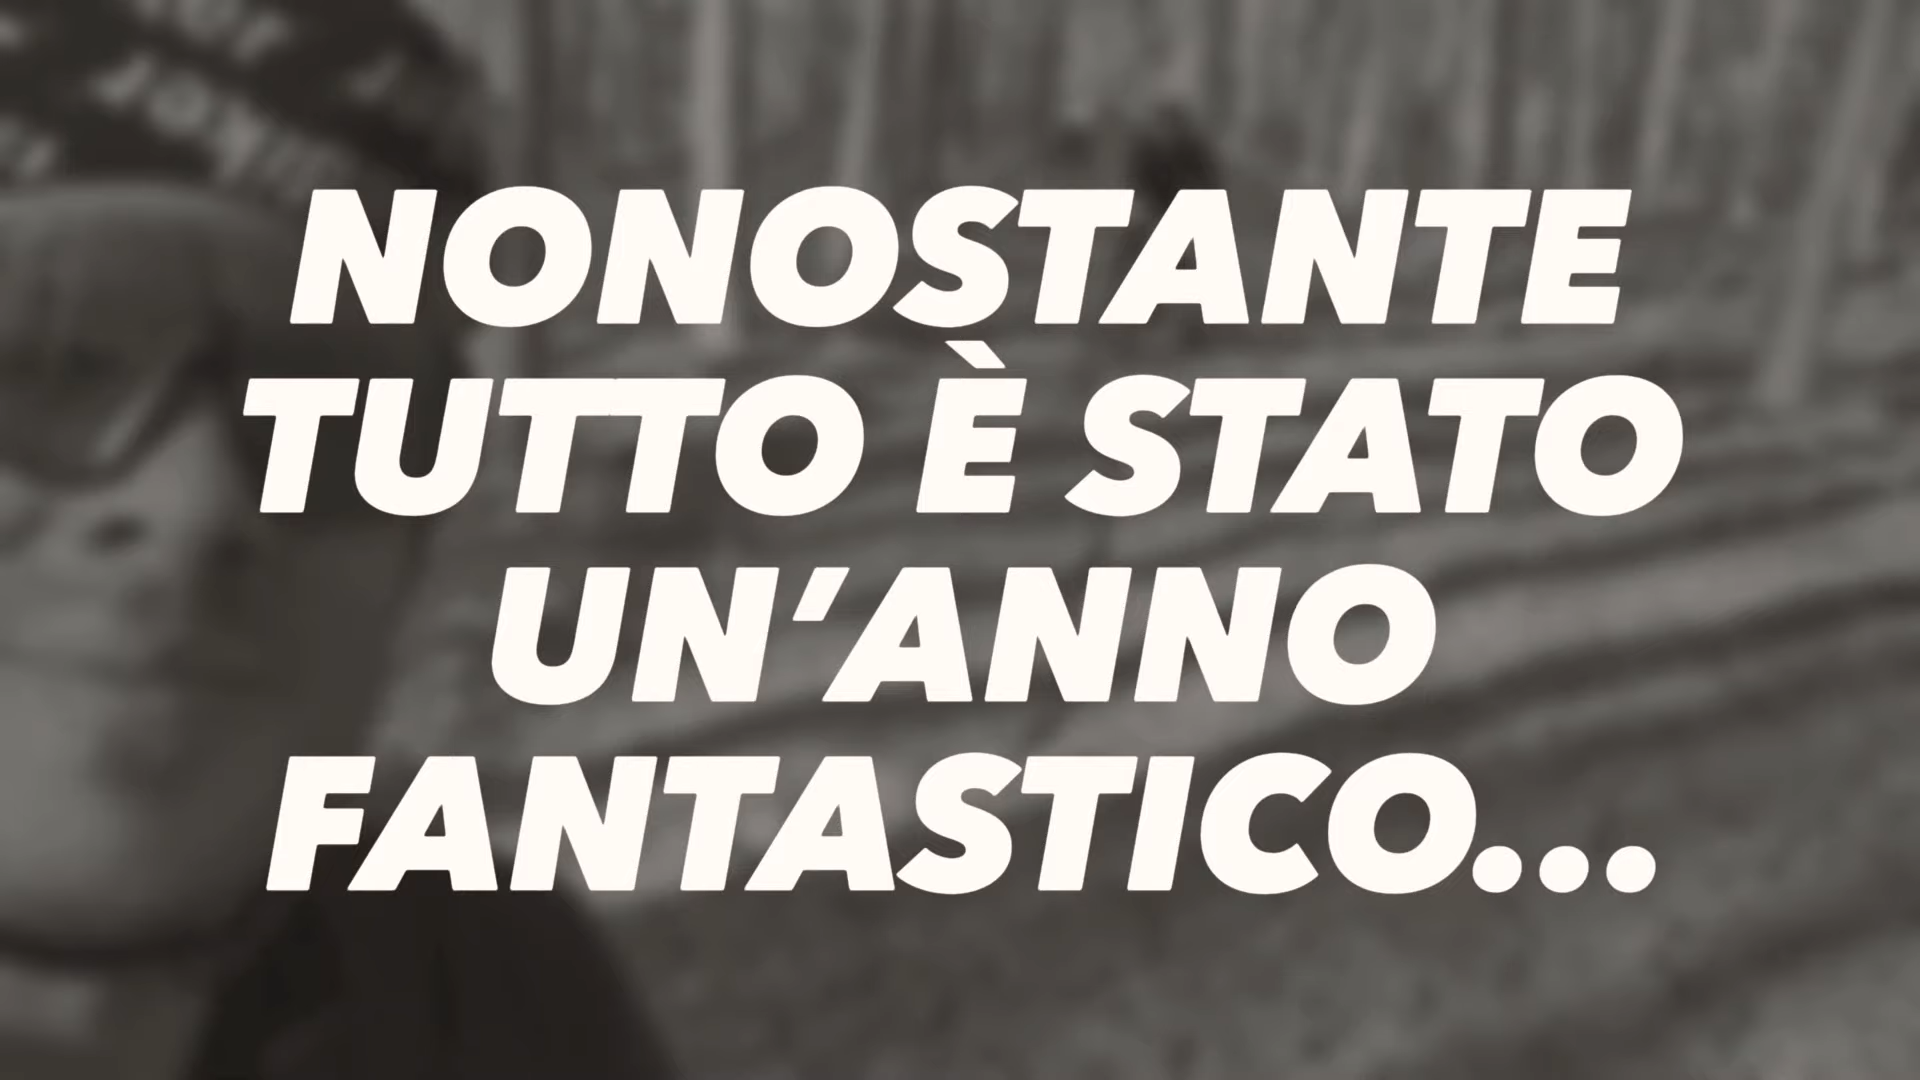 NONOSTANTE
TUTTO È STATO
UN’ANNO
FANTASTICO...